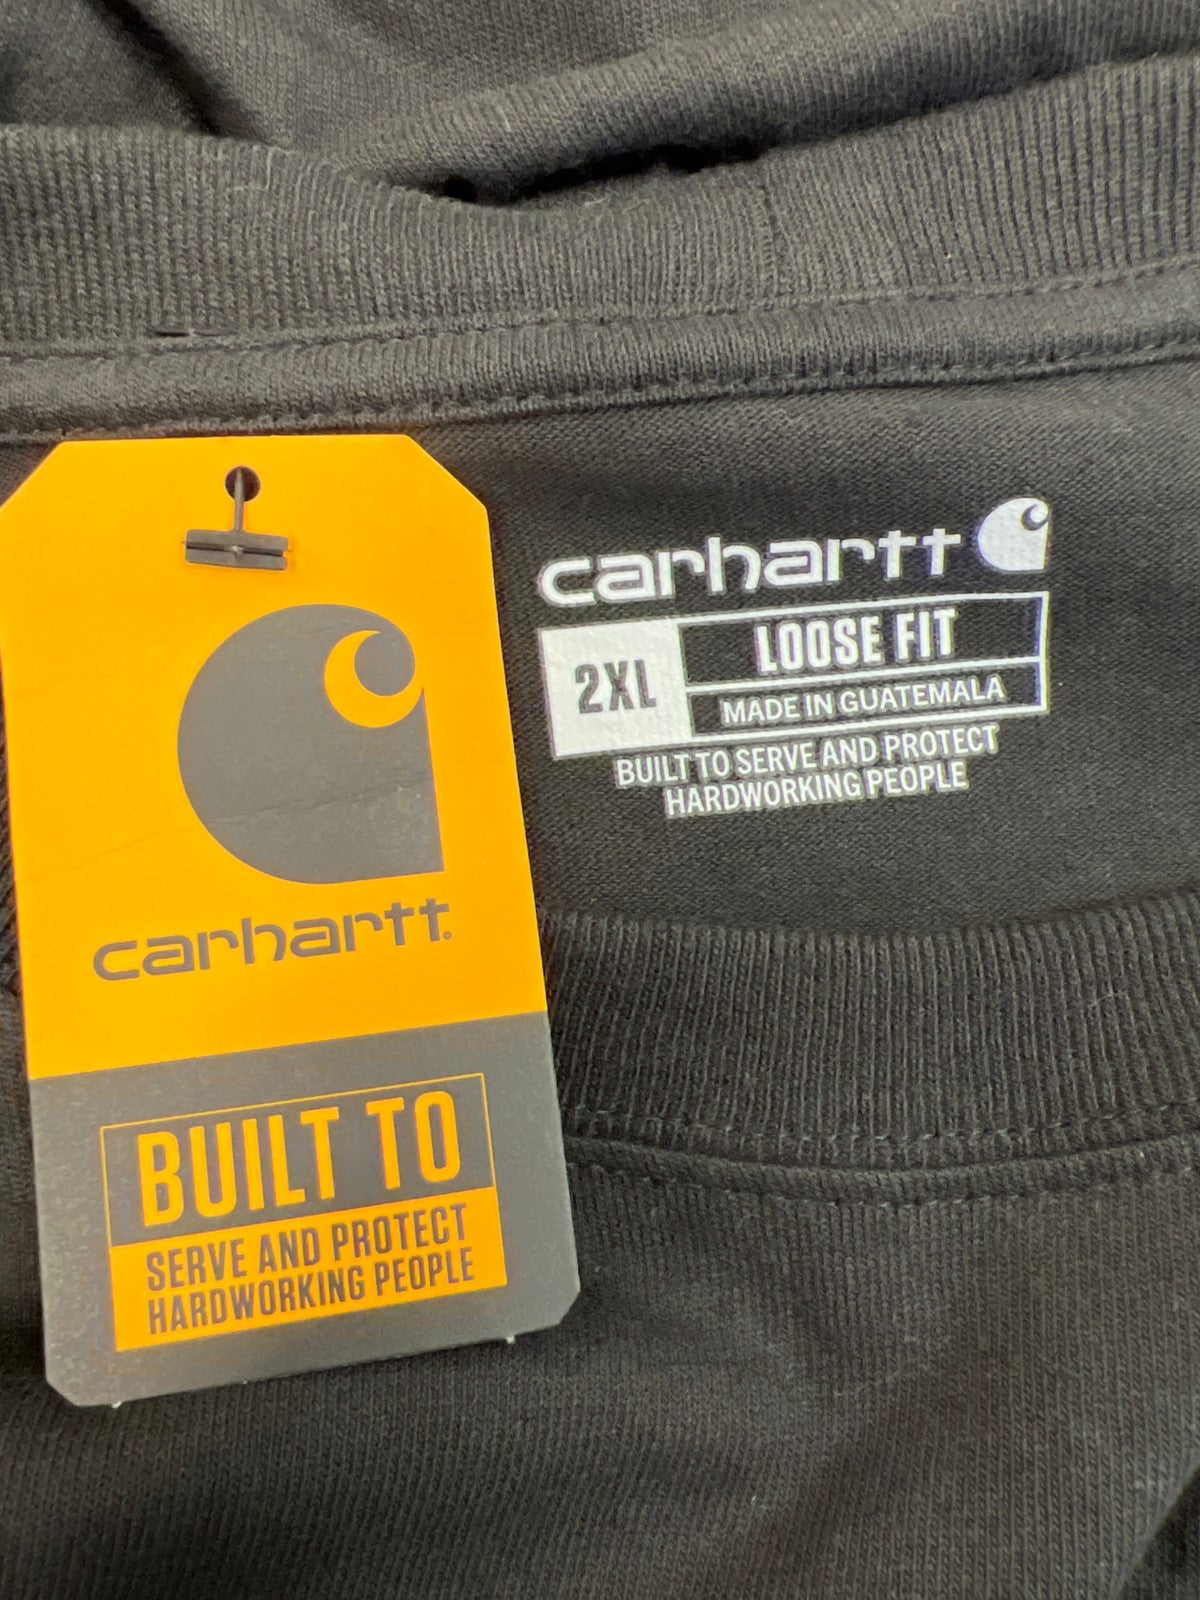 carhartt
2XL
LOOSE FIT
MADE IN GUATEMALA
BUILT TO SERVE AND PROTECT
HARDWORKING PEOPLE
carhartt.
BUILT TO
SERVE AND PROTECT
HARDWORKING PEOPLE